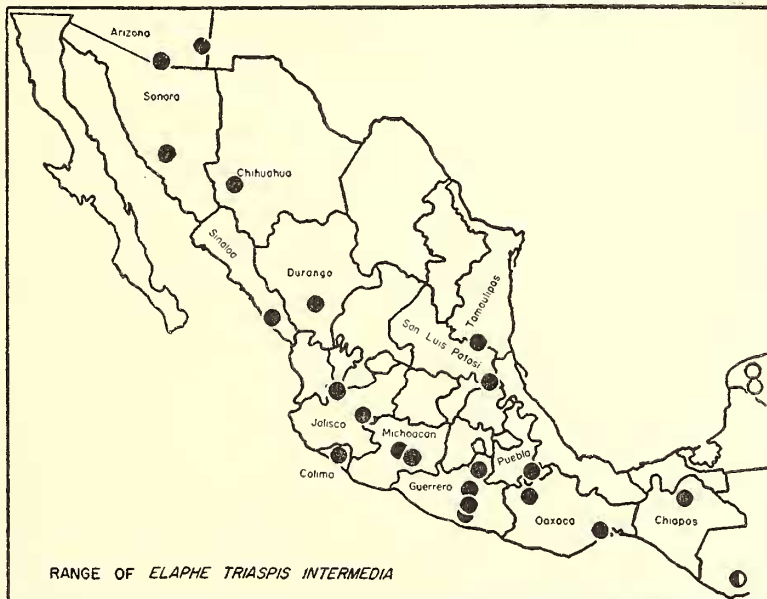 Arizona
Sonora
Chihuahua
Sinaloa
Durango
Tamaulipas
San Luis Potosí
Jalisco
Michoacan
Colima
Puebla
Guerrero
Oaxaca
Chiapas
RANGE OF ELAPHE TRIASPIS INTERMEDIA